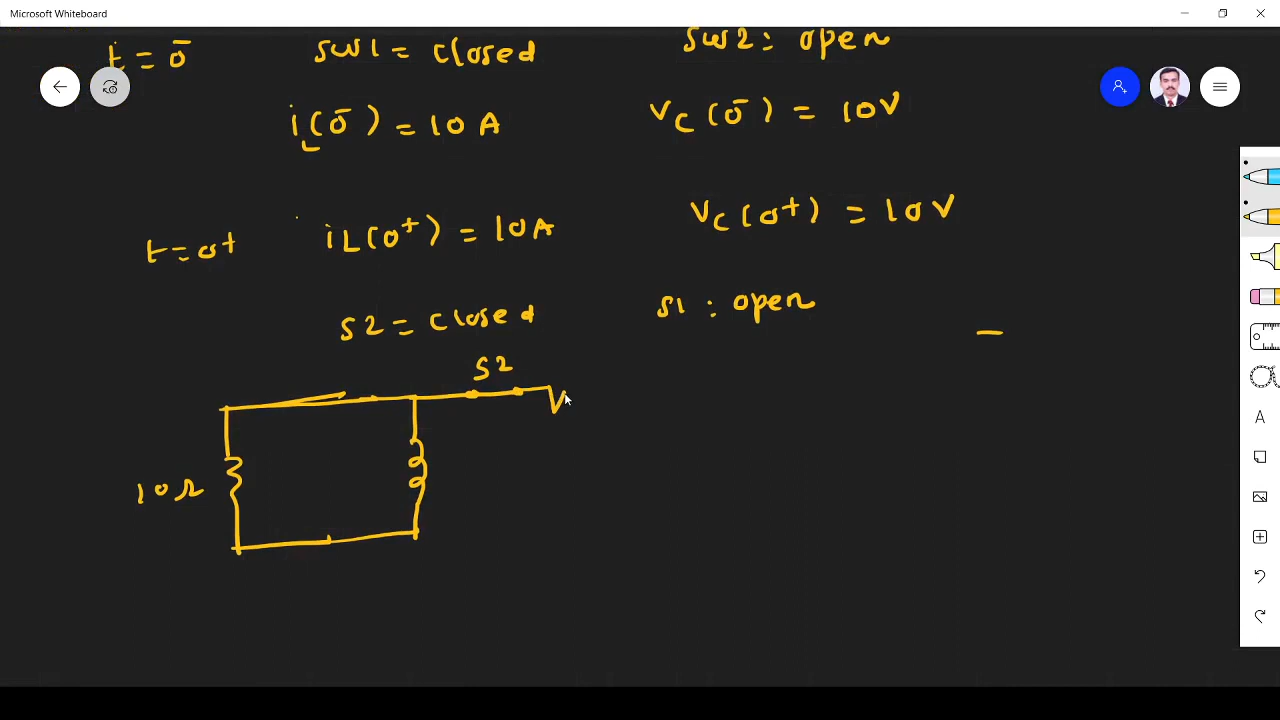 Microsoft Whiteboard
t = 0̄ SW1 = closed SW2 : open
iL(0̄) = 10 A VC(0̄) = 10V
t = 0+ iL(0+) = 10A VC(0+) = 10V
S2 = closed S1 : open
S2
10Ω
A